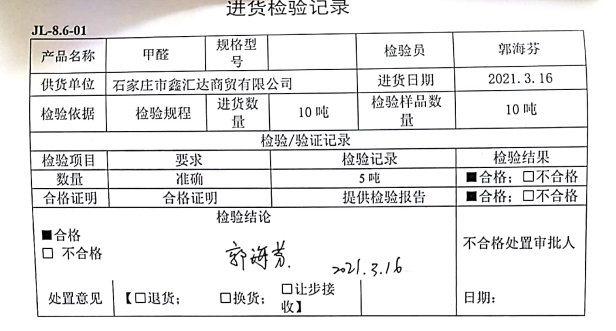 进货检验记录
JL-8.6-01
产品名称 甲醛 规格型号 检验员 郭海芬
供货单位 石家庄市鑫汇达商贸有限公司 进货日期 2021.3.16
检验依据 检验规程 进货数量 10吨 检验样品数量 10吨
检验/验证记录
检验项目 要求 检验记录 检验结果
数量 准确 5吨 ■合格；□不合格
合格证明 合格证明 提供检验报告 ■合格；□不合格
检验结论
■合格
□ 不合格
郭海芬. 2021.3.16
不合格处置审批人
处置意见 【□退货； □换货； □让步接收】 日期：